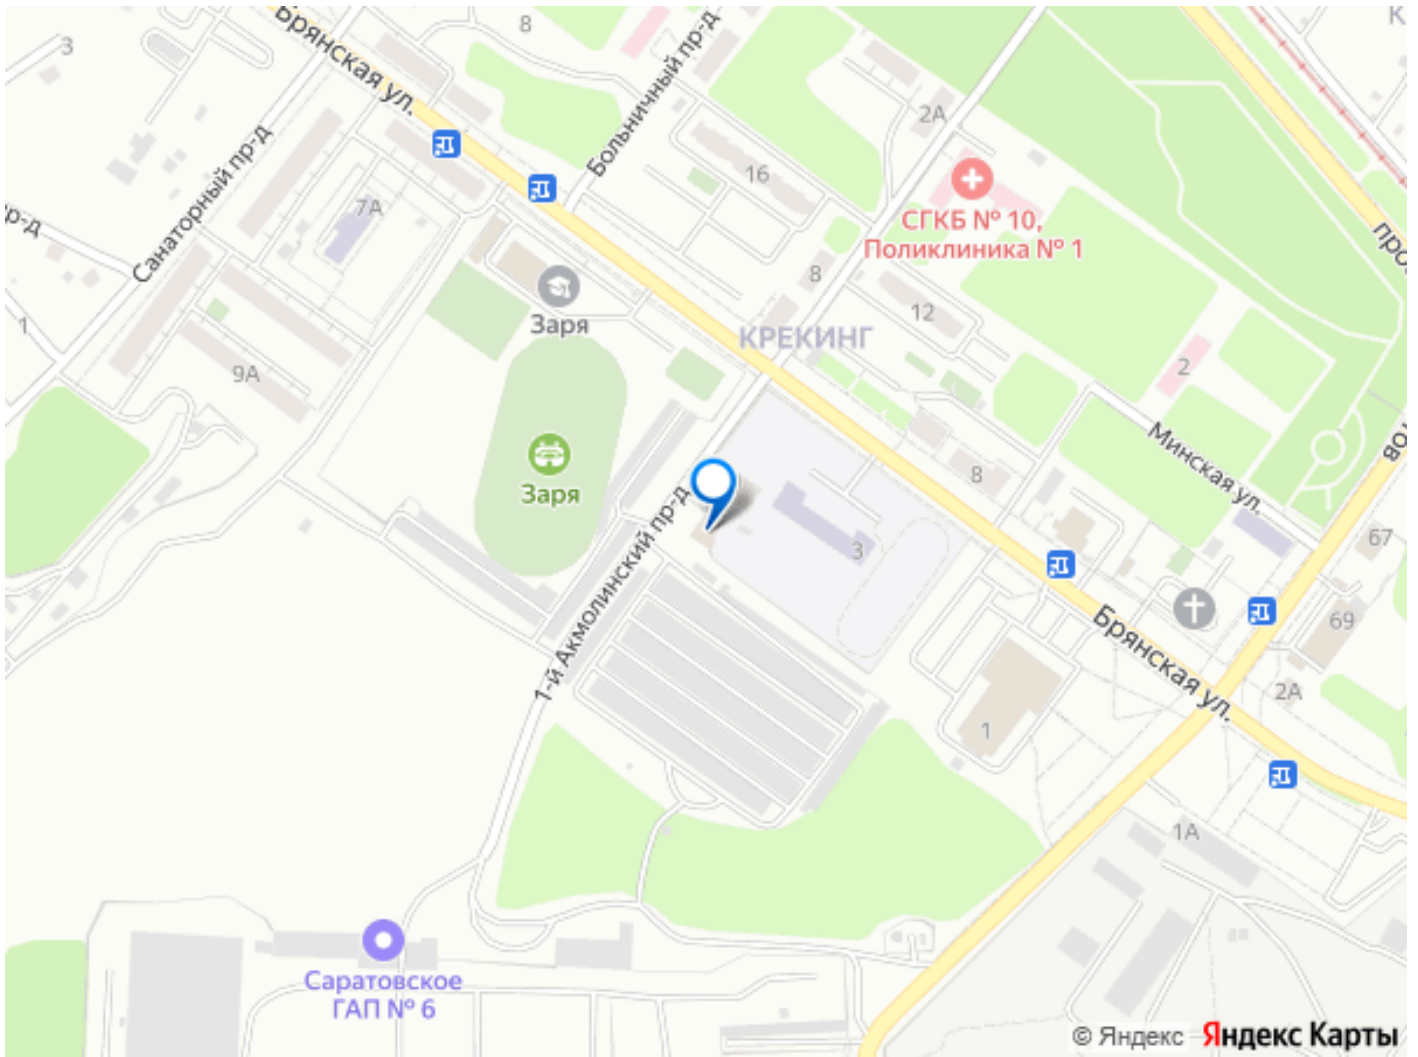 Брянская ул.
8
3
Больничный пр-д
2А
Санаторный пр-д
16
СГКБ № 10,
Поликлиника № 1
7А
пр-д
8
12
Заря
КРЕКИНГ
1
2
9А
Минская ул.
Заря
8
1-й Акмолинский пр-д
3
67
69
Брянская ул.
2А
1
1А
Саратовское
ГАП № 6
© Яндекс Яндекс Карты